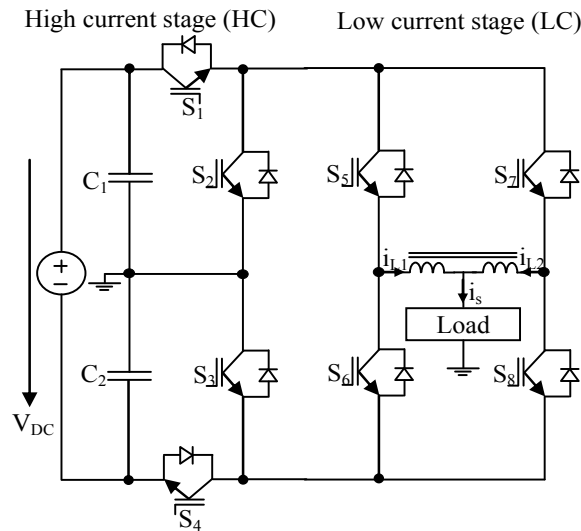 High current stage (HC)
Low current stage (LC)
S1
C1
S2
S5
S7
+
−
iL1
iL2
is
Load
C2
S3
S6
S8
VDC
S4